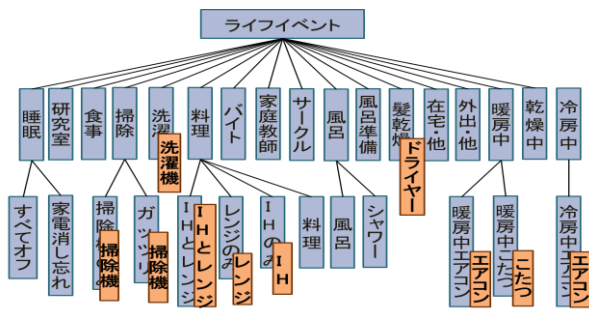 ライフイベント
睡眠
研究室
食事
掃除
洗濯
洗濯機
料理
バイト
家庭教師
サークル
風呂
風呂準備
髪乾燥
ドライヤー
在宅・他
外出・他
暖房中
乾燥中
冷房中
すべてオフ
家電消し忘れ
掃除機のみ
掃除機
ガッツリ
掃除機
IHとレンジ
IHとレンジ
レンジのみ
レンジ
IHのみ
IH
料理
風呂
シャワー
暖房中エアコン
エアコン
暖房中こたつ
こたつ
冷房中エアコン
エアコン